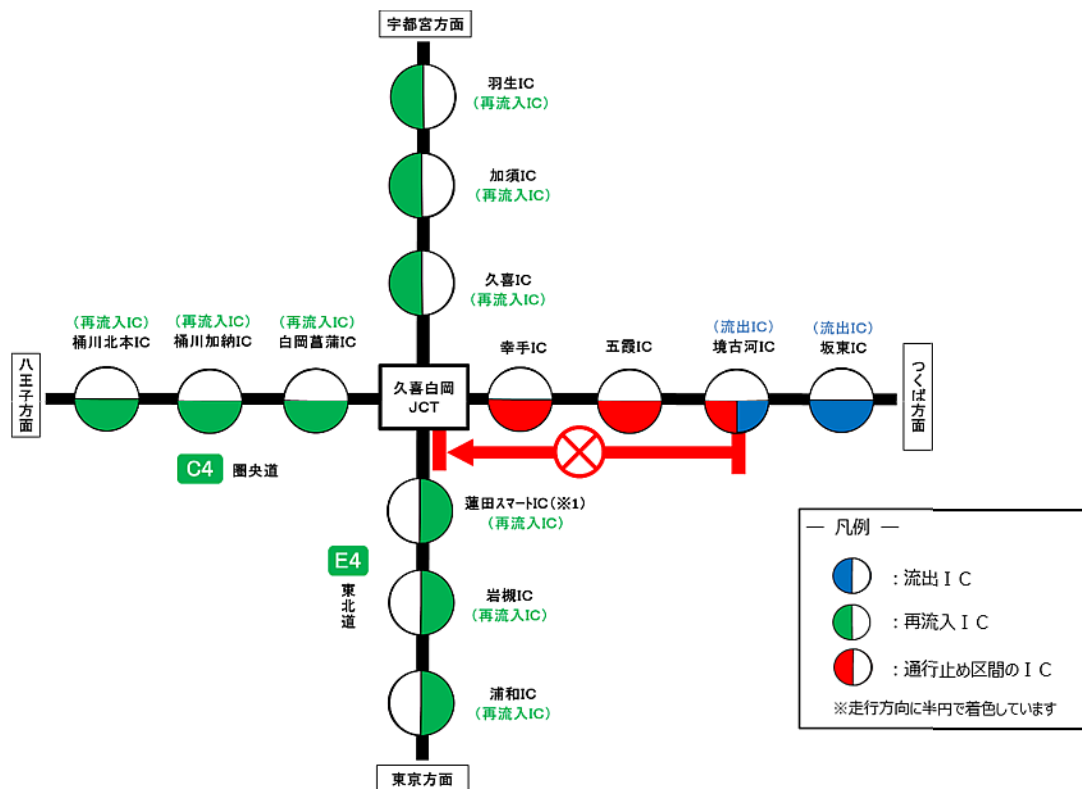 宇都宮方面
羽生IC
（再流入IC）
加須IC
（再流入IC）
久喜IC
（再流入IC）
（再流入IC）
桶川北本IC
（再流入IC）
桶川加納IC
（再流入IC）
白岡菖蒲IC
幸手IC
五霞IC
（流出IC）
境古河IC
（流出IC）
坂東IC
八王子方面
久喜白岡
JCT
つくば方面
C4 圏央道
蓮田スマートIC(※1)
（再流入IC）
E4
東北道
岩槻IC
（再流入IC）
浦和IC
（再流入IC）
東京方面
― 凡例 ―
：流出ＩＣ
：再流入ＩＣ
：通行止め区間のＩＣ
※走行方向に半円で着色しています